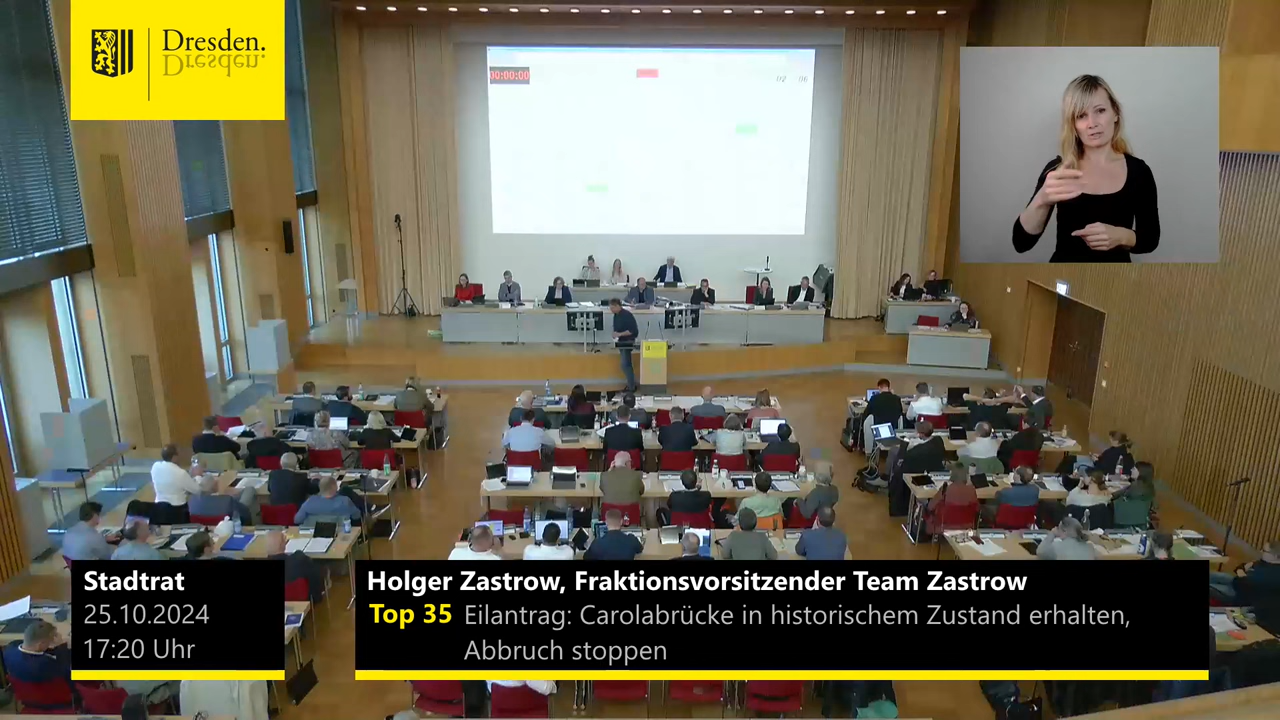 Dresden.
Dresden.
00:00:00
Stadtrat
25.10.2024
17:20 Uhr
Holger Zastrow, Fraktionsvorsitzender Team Zastrow
Top 35 Eilantrag: Carolabrücke in historischem Zustand erhalten,
Abbruch stoppen